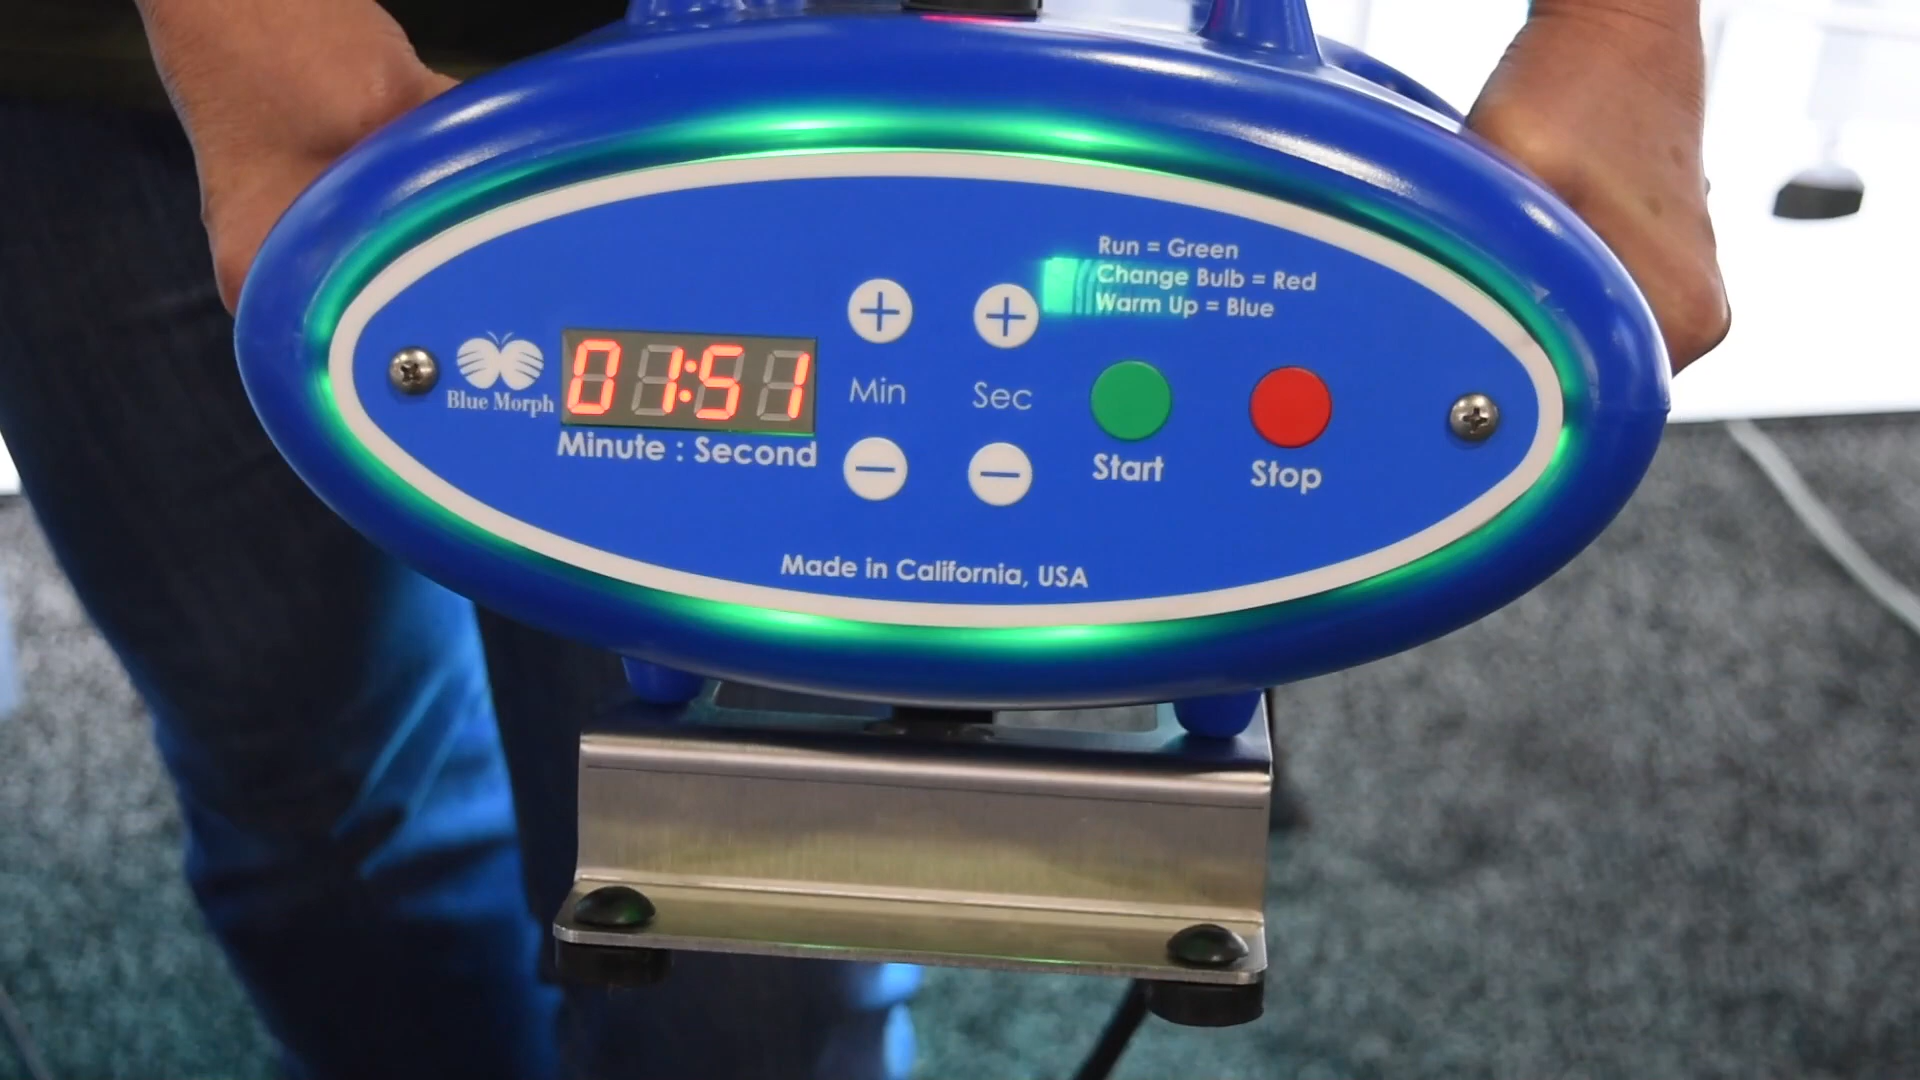 Run = Green
Change Bulb = Red
Warm Up = Blue
Blue Morph
01:51
Minute : Second
+
+
Min
Sec
−
−
Start
Stop
Made in California, USA